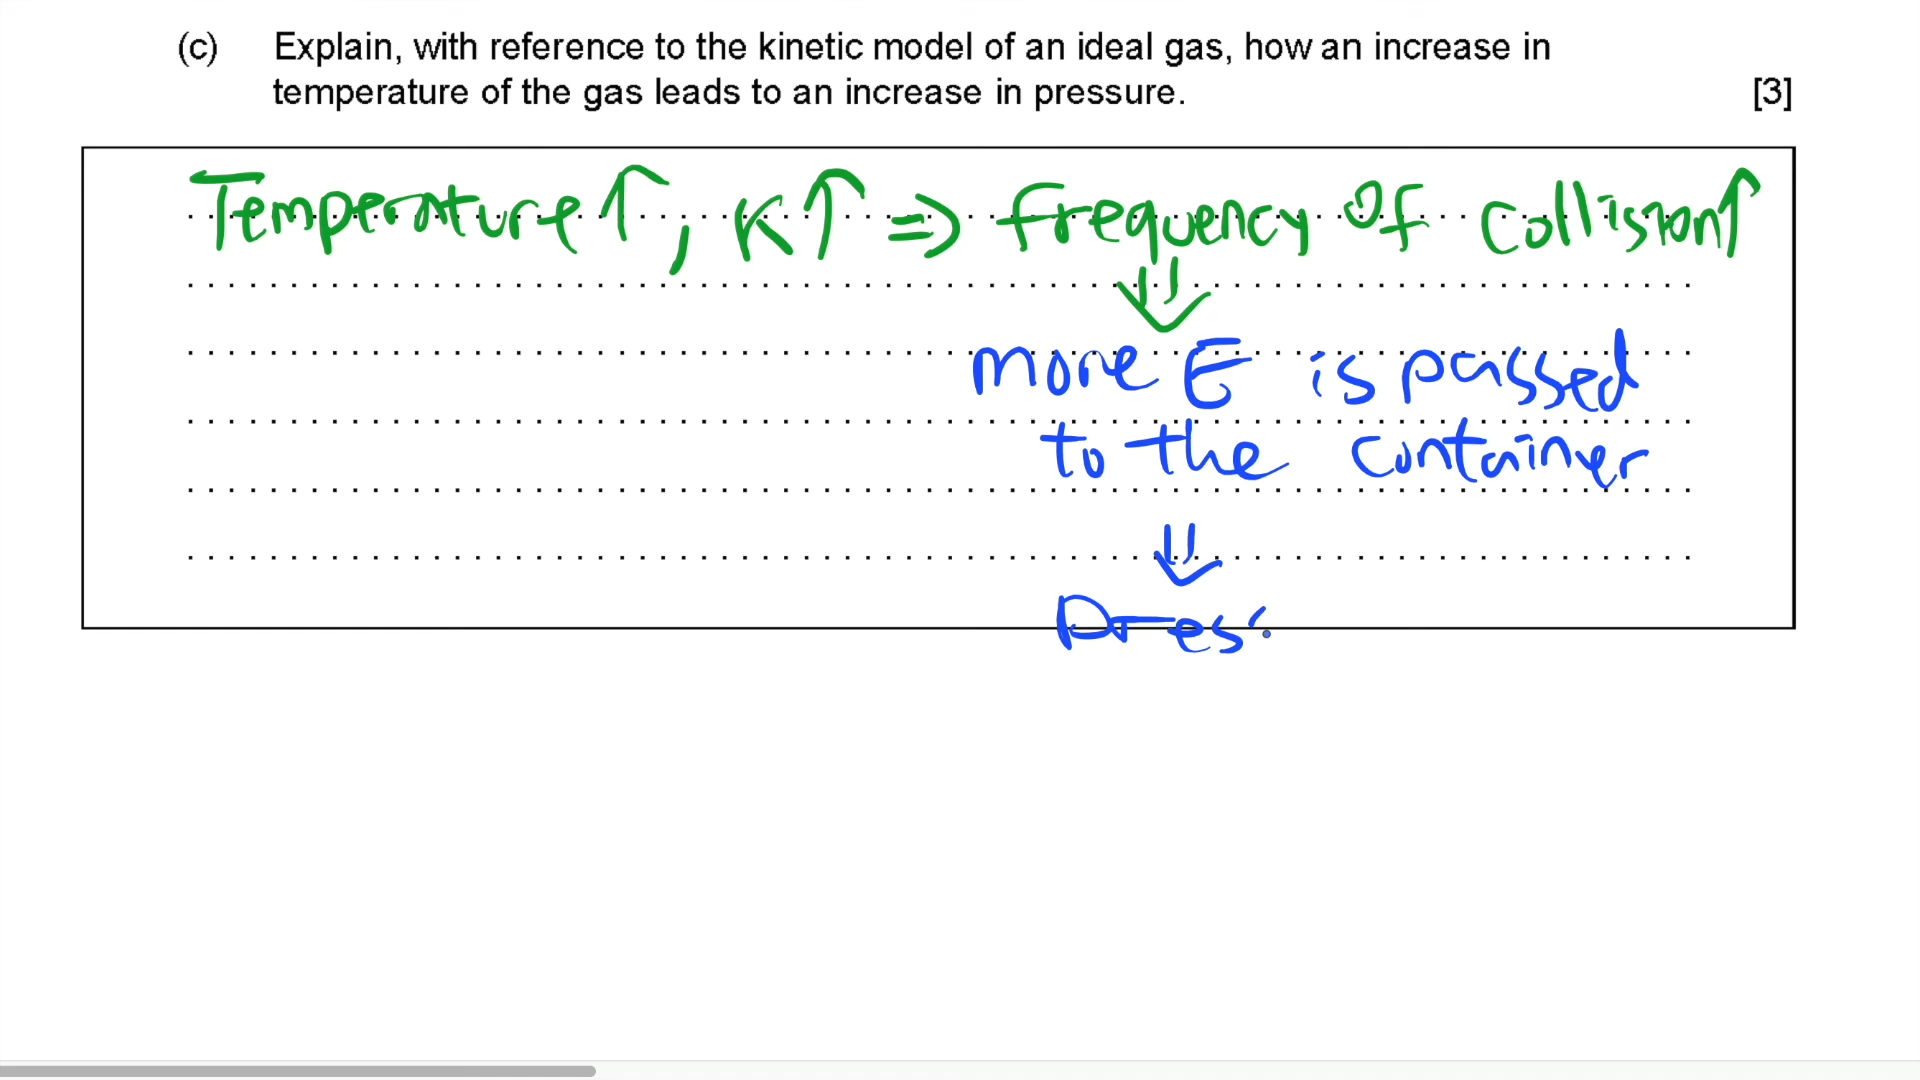 (c) Explain, with reference to the kinetic model of an ideal gas, how an increase in
temperature of the gas leads to an increase in pressure. [3]
Temperature ↑, K ↑ ⇒ frequency of collision ↑
⇓
more E is passed
to the container
⇓
Pres